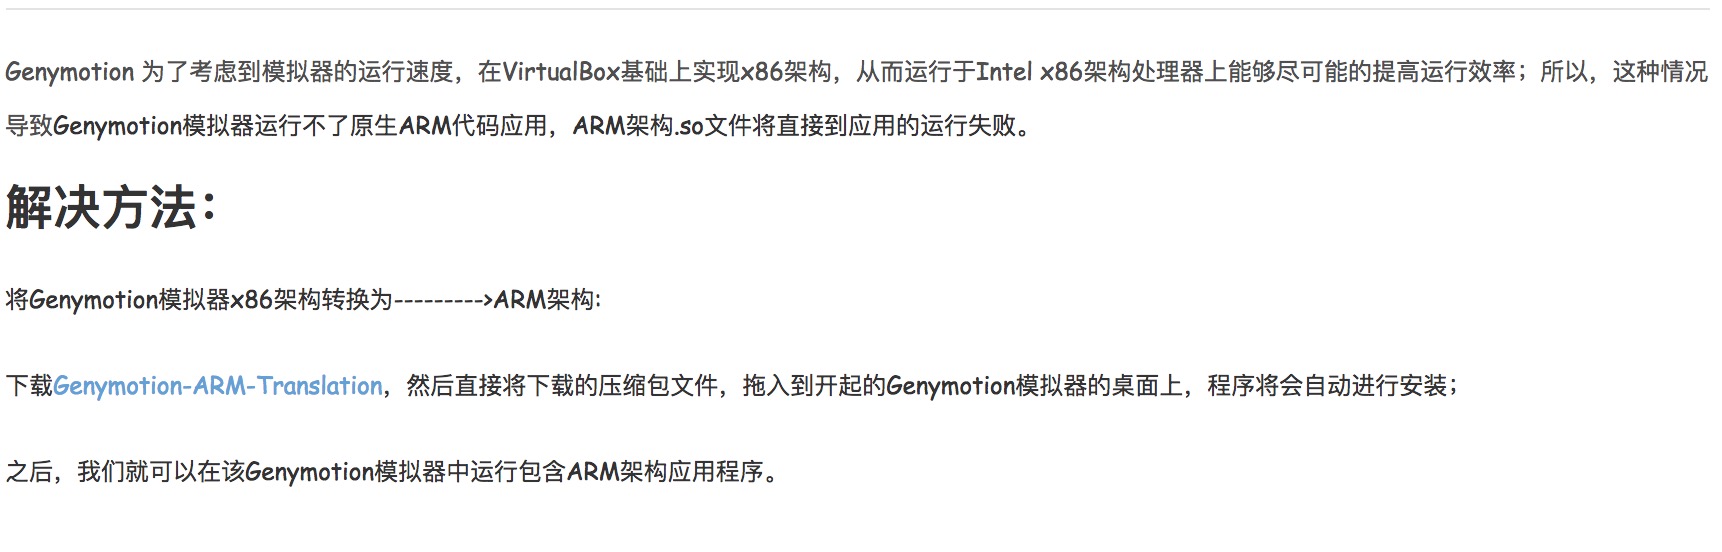 Genymotion 为了考虑到模拟器的运行速度，在VirtualBox基础上实现x86架构，从而运行于Intel x86架构处理器上能够尽可能的提高运行效率；所以，这种情况
导致Genymotion模拟器运行不了原生ARM代码应用，ARM架构.so文件将直接到应用的运行失败。
解决方法：
将Genymotion模拟器x86架构转换为--------->ARM架构:
下载Genymotion-ARM-Translation，然后直接将下载的压缩包文件，拖入到开起的Genymotion模拟器的桌面上，程序将会自动进行安装；
之后，我们就可以在该Genymotion模拟器中运行包含ARM架构应用程序。